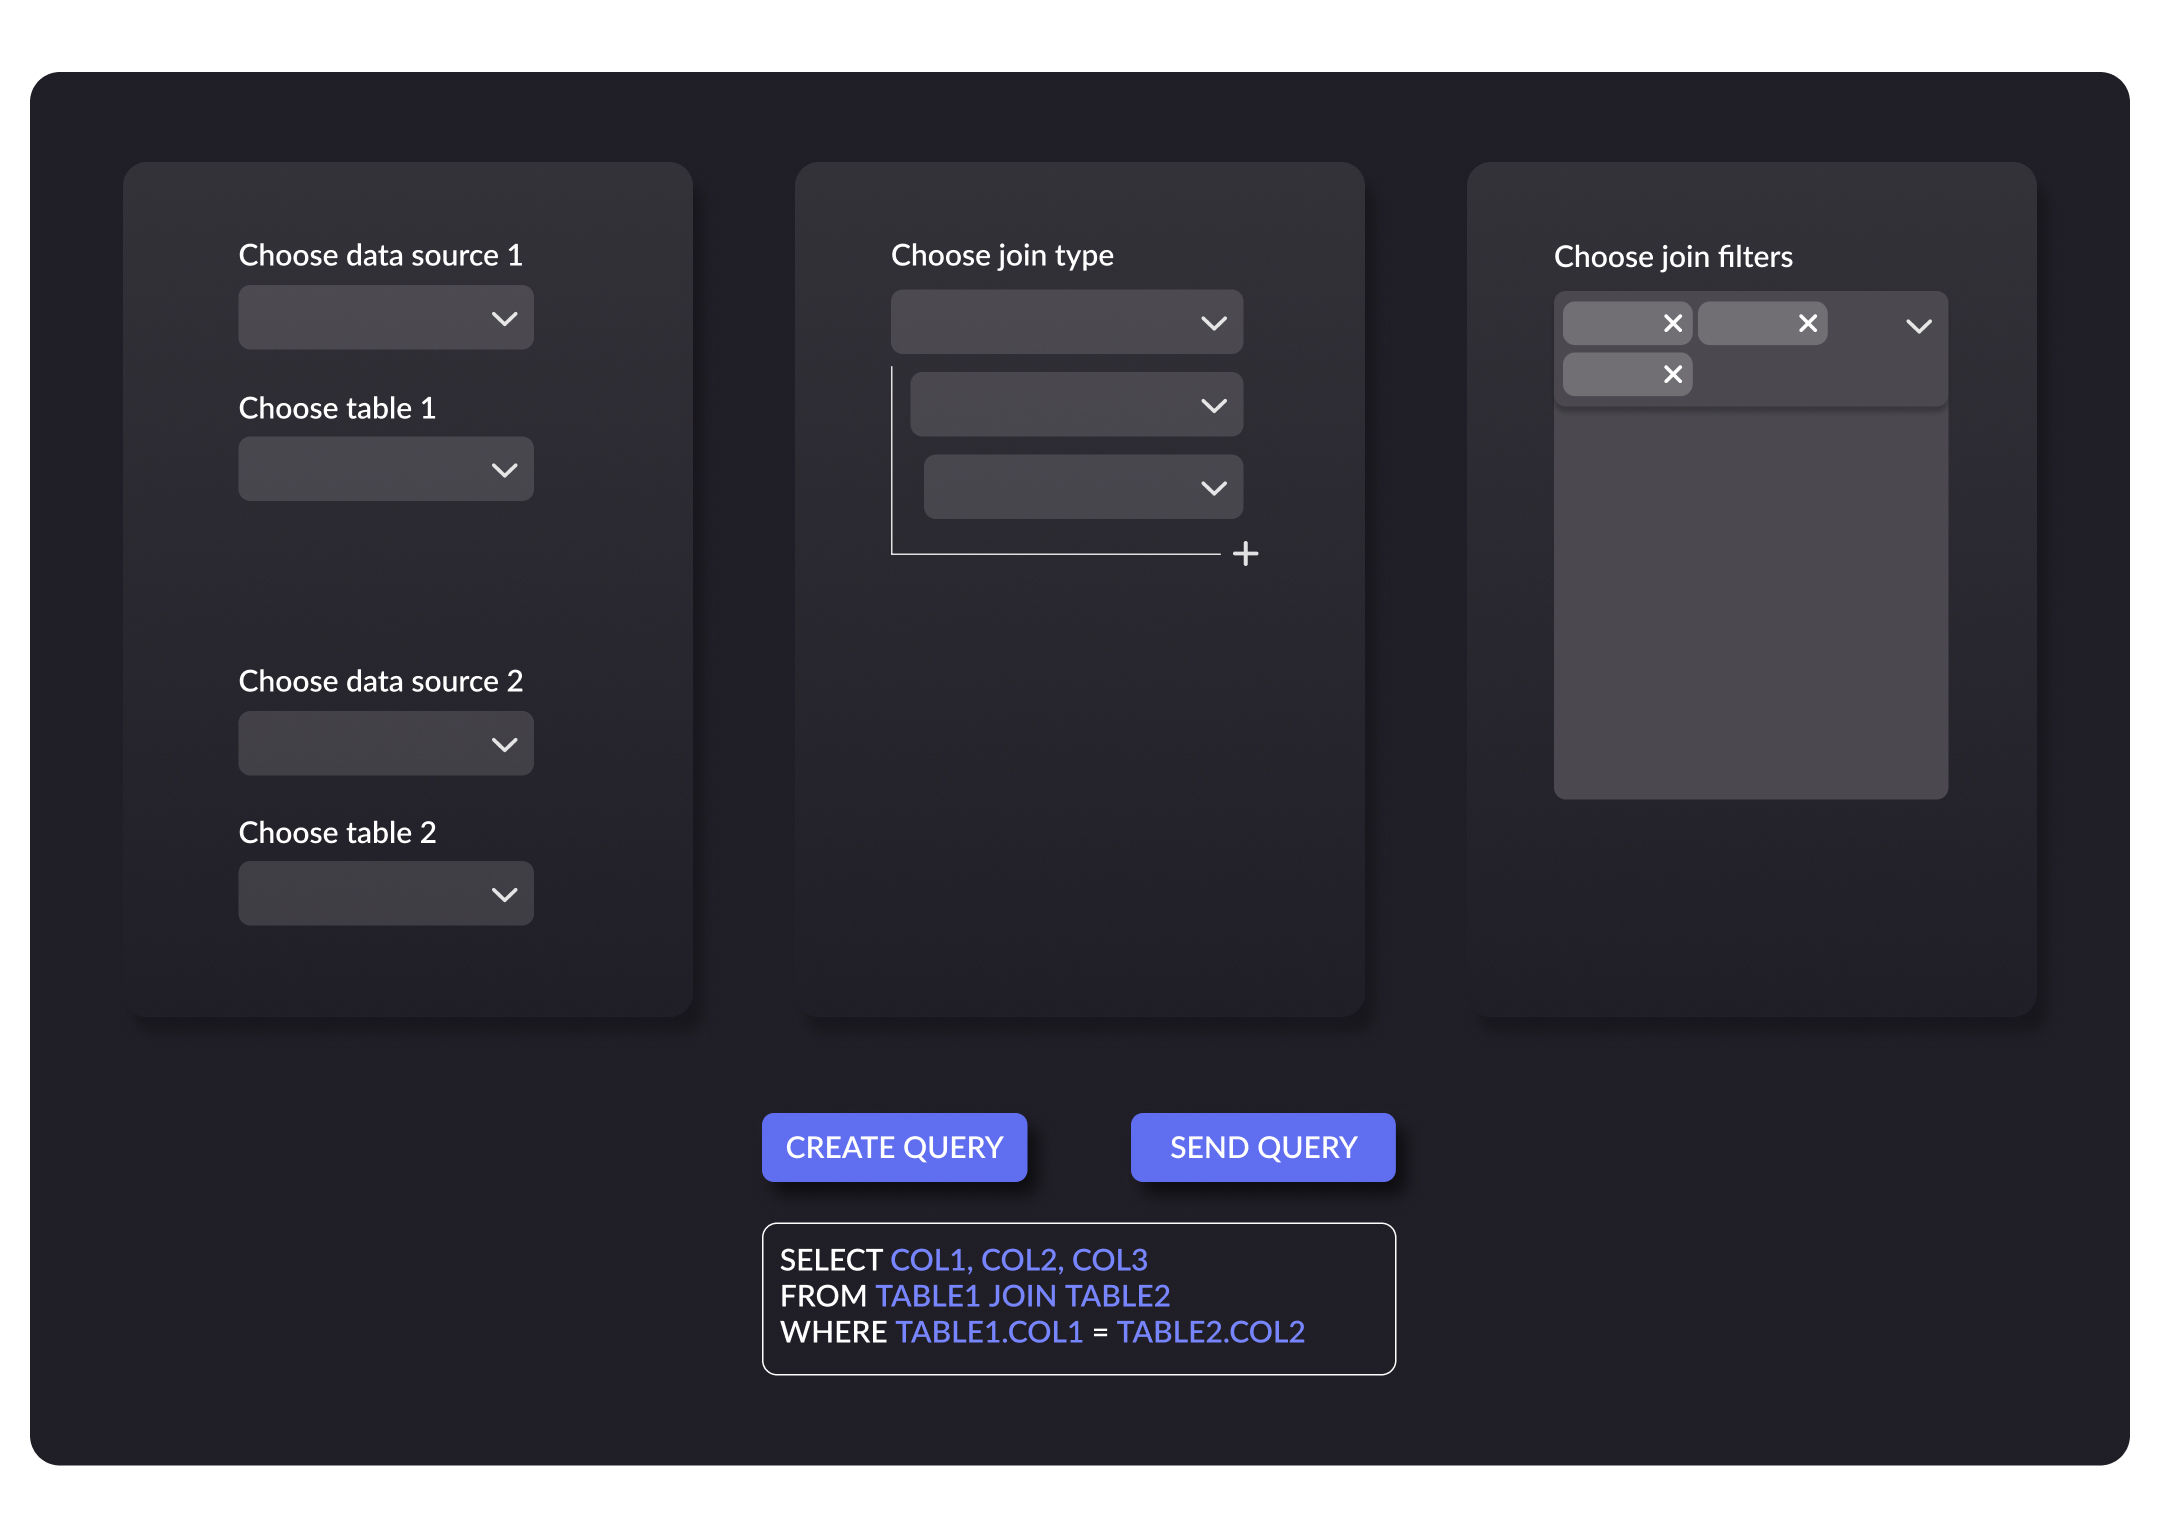 Choose data source 1
Choose table 1
Choose data source 2
Choose table 2
Choose join type
Choose join filters
CREATE QUERY
SEND QUERY
SELECT COL1, COL2, COL3
FROM TABLE1 JOIN TABLE2
WHERE TABLE1.COL1 = TABLE2.COL2